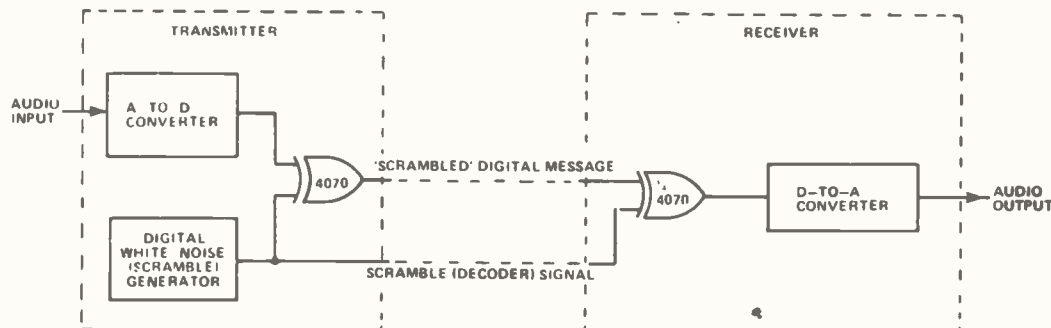 TRANSMITTER
RECEIVER
AUDIO
INPUT
A TO D
CONVERTER
4070
'SCRAMBLED' DIGITAL MESSAGE
4070
D-TO-A
CONVERTER
AUDIO
OUTPUT
DIGITAL
WHITE NOISE
(SCRAMBLE)
GENERATOR
SCRAMBLE (DECODER) SIGNAL